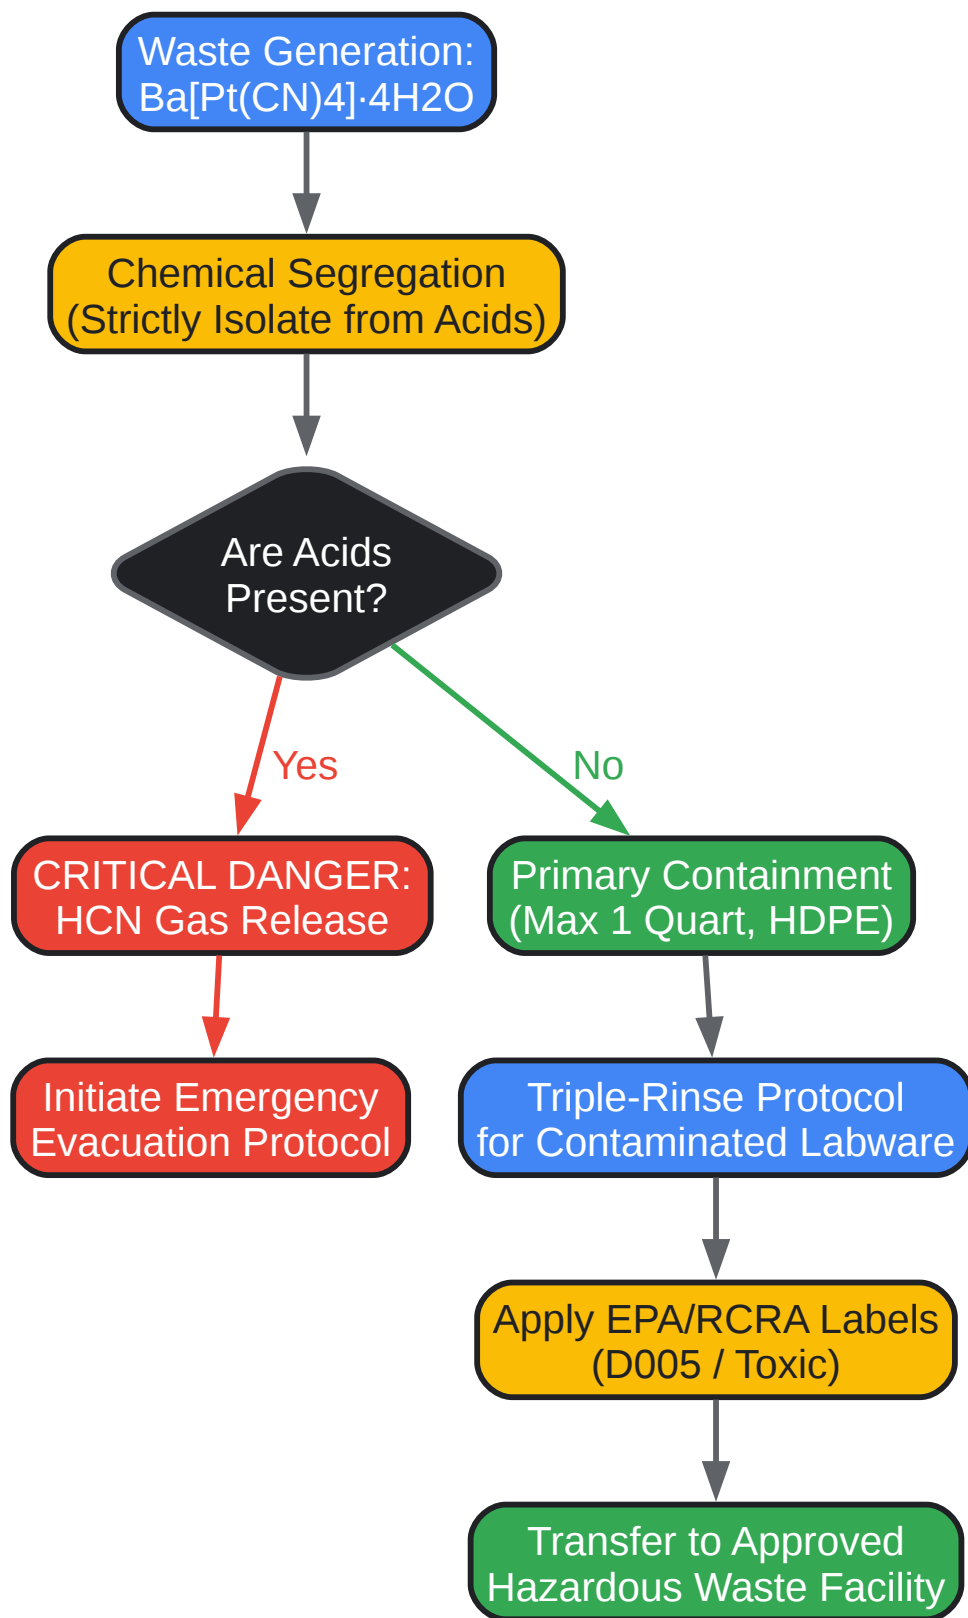 Waste Generation:
Ba[Pt(CN)4]·4H2O
Chemical Segregation
(Strictly Isolate from Acids)
Are Acids
Present?
Yes
No
CRITICAL DANGER:
HCN Gas Release
Primary Containment
(Max 1 Quart, HDPE)
Initiate Emergency
Evacuation Protocol
Triple-Rinse Protocol
for Contaminated Labware
Apply EPA/RCRA Labels
(D005 / Toxic)
Transfer to Approved
Hazardous Waste Facility